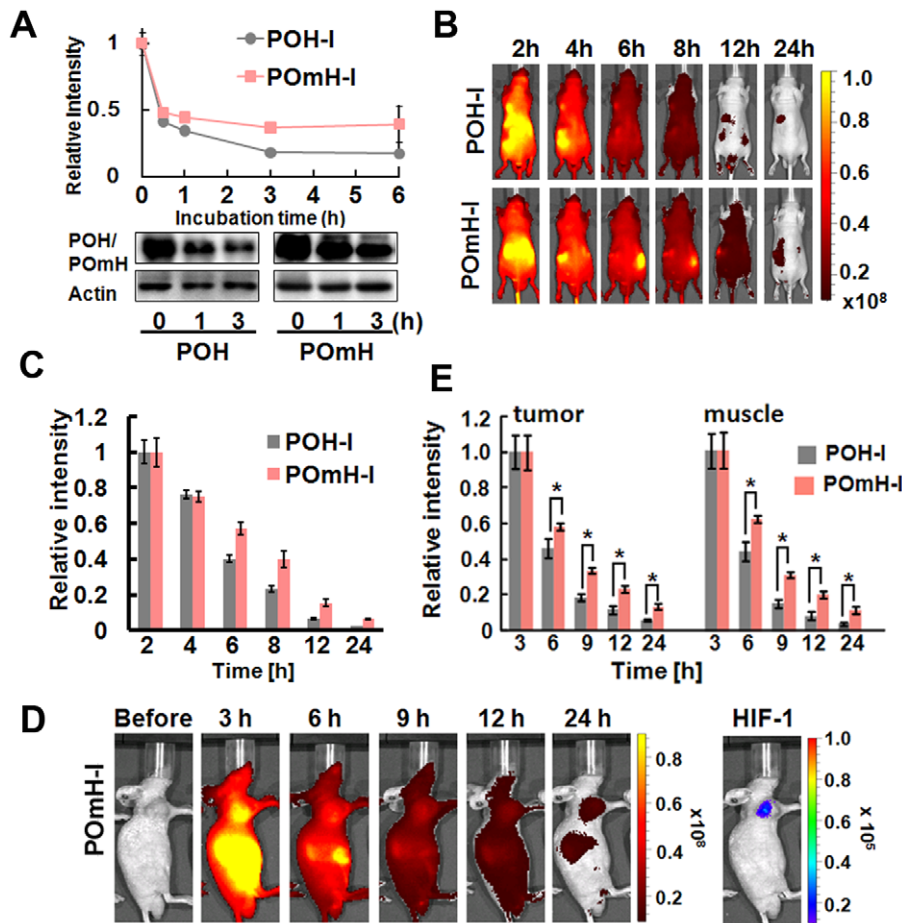 A
Relative Intensity
1
0.5
0
POH-I
POmH-I
0 1 2 3 4 5 6
Incubation time (h)
POH/
POmH
Actin
0 1 3 0 1 3 (h)
POH POmH
B
2h 4h 6h 8h 12h 24h
POH-I
POmH-I
1.0
0.8
0.6
0.4
0.2
x10⁸
C
Relative intensity
1.2
1.0
0.8
0.6
0.4
0.2
0
POH-I
POmH-I
2 4 6 8 12 24
Time [h]
E
Relative intensity
1.2
1.0
0.8
0.6
0.4
0.2
0
tumor muscle
POH-I
POmH-I
* * * * * * * *
3 6 9 12 24 3 6 9 12 24
Time [h]
D
Before 3 h 6 h 9 h 12 h 24 h HIF-1
POmH-I
0.8
0.6
0.4
0.2
x10⁸
1.0
0.8
0.6
0.4
0.2
x 10⁵